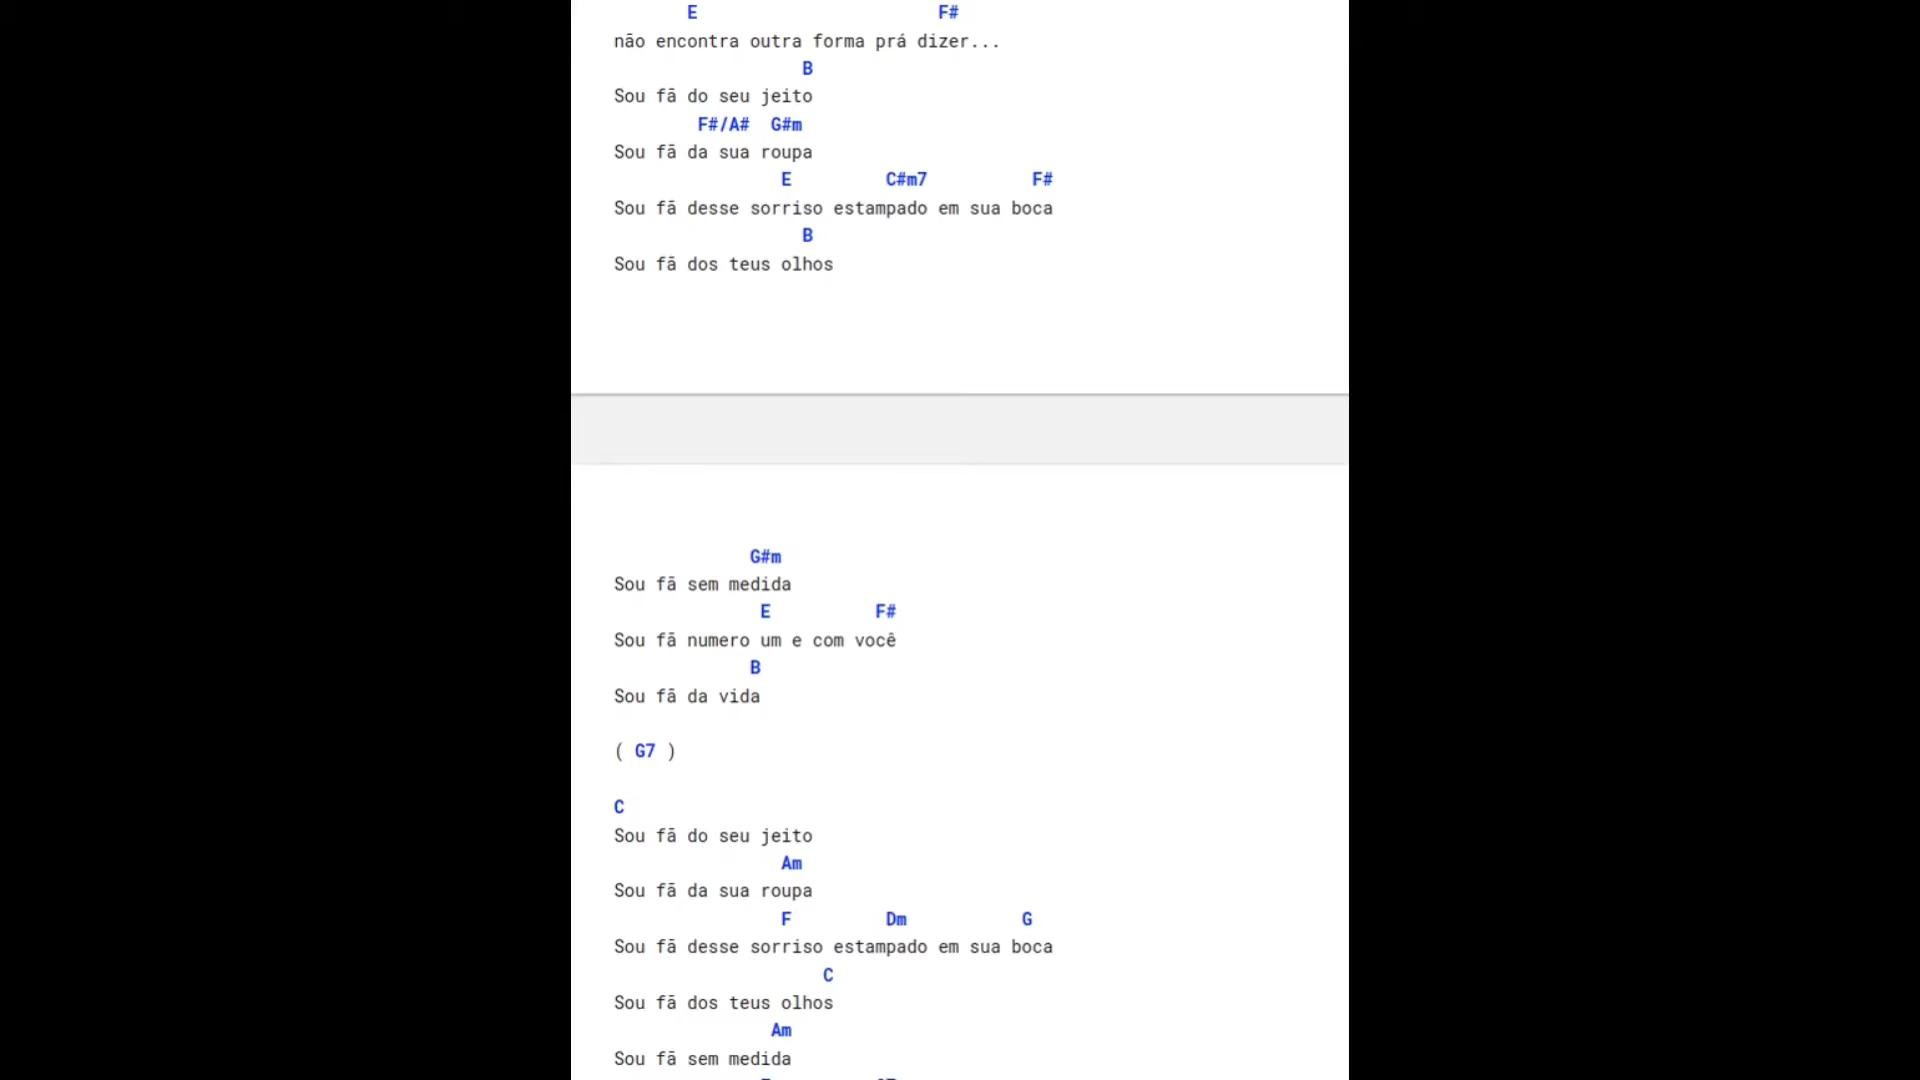 E F#
não encontra outra forma prá dizer...
B
Sou fã do seu jeito
F#/A# G#m
Sou fã da sua roupa
E C#m7 F#
Sou fã desse sorriso estampado em sua boca
B
Sou fã dos teus olhos
G#m
Sou fã sem medida
E F#
Sou fã numero um e com você
B
Sou fã da vida
( G7 )
C
Sou fã do seu jeito
Am
Sou fã da sua roupa
F Dm G
Sou fã desse sorriso estampado em sua boca
C
Sou fã dos teus olhos
Am
Sou fã sem medida